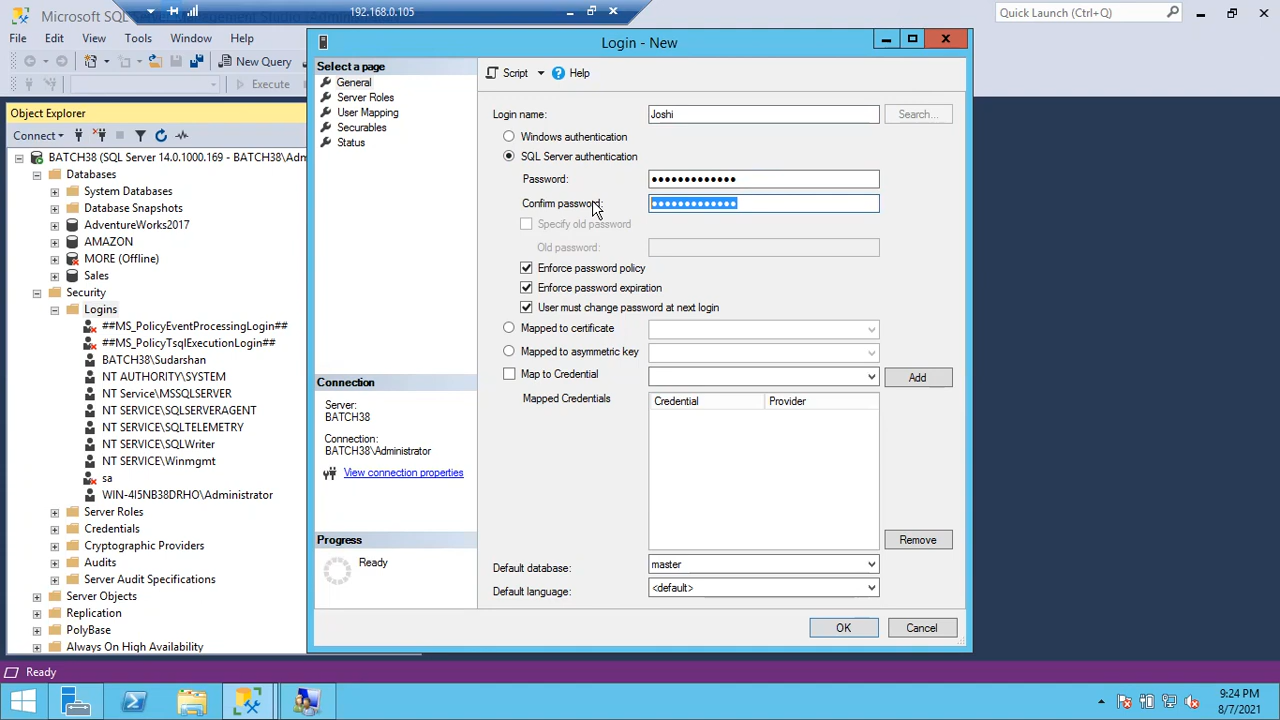 Microsoft SQL Server Management Studio (Admin
192.168.0.105
Quick Launch (Ctrl+Q)
File Edit View Tools Window Help
New Query
Execute
Object Explorer
Connect
BATCH38 (SQL Server 14.0.1000.169 - BATCH38\Adm
Databases
System Databases
Database Snapshots
AdventureWorks2017
AMAZON
MORE (Offline)
Sales
Security
Logins
##MS_PolicyEventProcessingLogin##
##MS_PolicyTsqlExecutionLogin##
BATCH38\Sudarshan
NT AUTHORITY\SYSTEM
NT Service\MSSQLSERVER
NT SERVICE\SQLSERVERAGENT
NT SERVICE\SQLTELEMETRY
NT SERVICE\SQLWriter
NT SERVICE\Winmgmt
sa
WIN-4I5NB38DRHO\Administrator
Server Roles
Credentials
Cryptographic Providers
Audits
Server Audit Specifications
Server Objects
Replication
PolyBase
Always On High Availability
Ready
Login - New
Select a page
General
Server Roles
User Mapping
Securables
Status
Connection
Server:
BATCH38
Connection:
BATCH38\Administrator
View connection properties
Progress
Ready
Script Help
Login name: Joshi Search...
Windows authentication
SQL Server authentication
Password: •••••••••••••
Confirm password: •••••••••••••
Specify old password
Old password:
Enforce password policy
Enforce password expiration
User must change password at next login
Mapped to certificate
Mapped to asymmetric key
Map to Credential Add
Mapped Credentials Credential Provider
Remove
Default database: master
Default language: <default>
OK Cancel
9:24 PM
8/7/2021